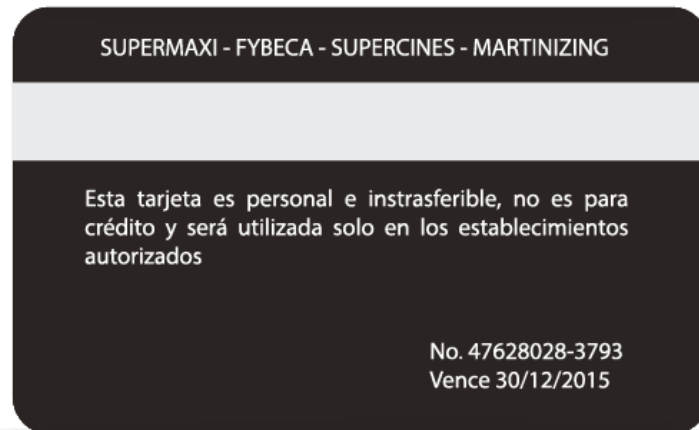 SUPERMAXI - FYBECA - SUPERCINES - MARTINIZING
Esta tarjeta es personal e instrasferible, no es para
crédito y será utilizada solo en los establecimientos
autorizados
No. 47628028-3793
Vence 30/12/2015